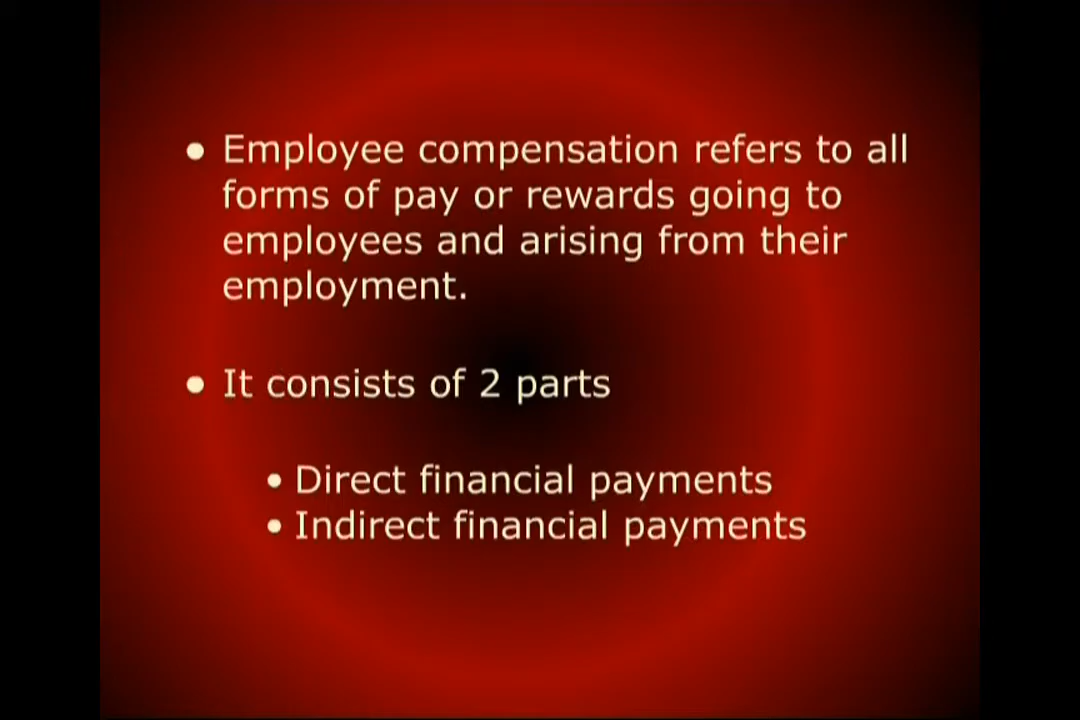 • Employee compensation refers to all
forms of pay or rewards going to
employees and arising from their
employment.
• It consists of 2 parts
• Direct financial payments
• Indirect financial payments